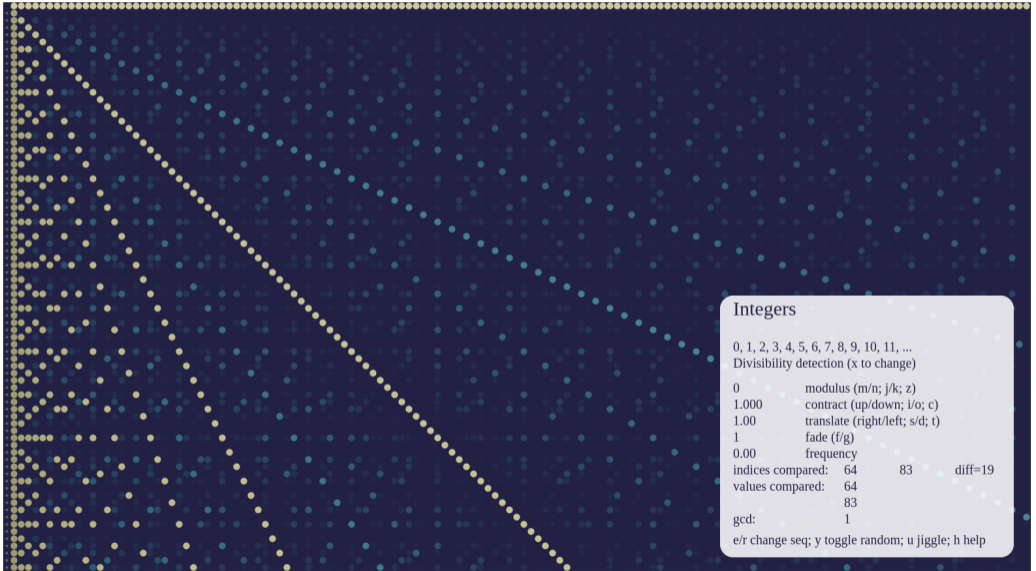 Integers
0, 1, 2, 3, 4, 5, 6, 7, 8, 9, 10, 11, ...
Divisibility detection (x to change)
0 modulus (m/n; j/k; z)
1.000 contract (up/down; i/o; c)
1.00 translate (right/left; s/d; t)
1 fade (f/g)
0.00 frequency
indices compared: 64 83 diff=19
values compared: 64
83
gcd: 1
e/r change seq; y toggle random; u jiggle; h help